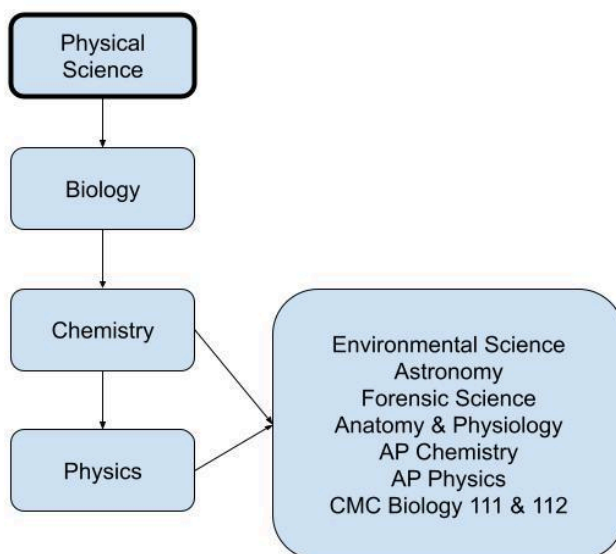 Physical
Science
Biology
Chemistry
Physics
Environmental Science
Astronomy
Forensic Science
Anatomy & Physiology
AP Chemistry
AP Physics
CMC Biology 111 & 112